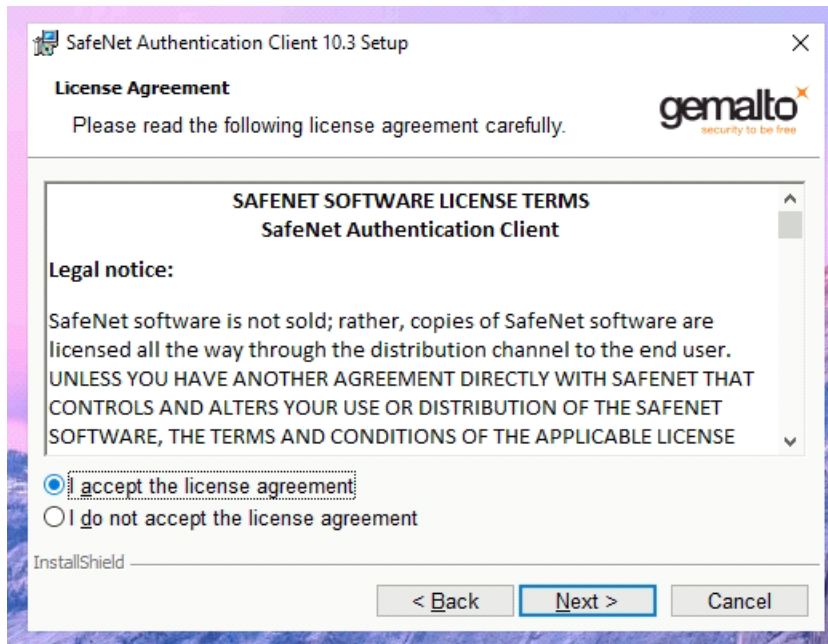 SafeNet Authentication Client 10.3 Setup
License Agreement
Please read the following license agreement carefully.
gemalto
security to be free
SAFENET SOFTWARE LICENSE TERMS
SafeNet Authentication Client
Legal notice:
SafeNet software is not sold; rather, copies of SafeNet software are
licensed all the way through the distribution channel to the end user.
UNLESS YOU HAVE ANOTHER AGREEMENT DIRECTLY WITH SAFENET THAT
CONTROLS AND ALTERS YOUR USE OR DISTRIBUTION OF THE SAFENET
SOFTWARE, THE TERMS AND CONDITIONS OF THE APPLICABLE LICENSE
I accept the license agreement
I do not accept the license agreement
InstallShield
< Back
Next >
Cancel